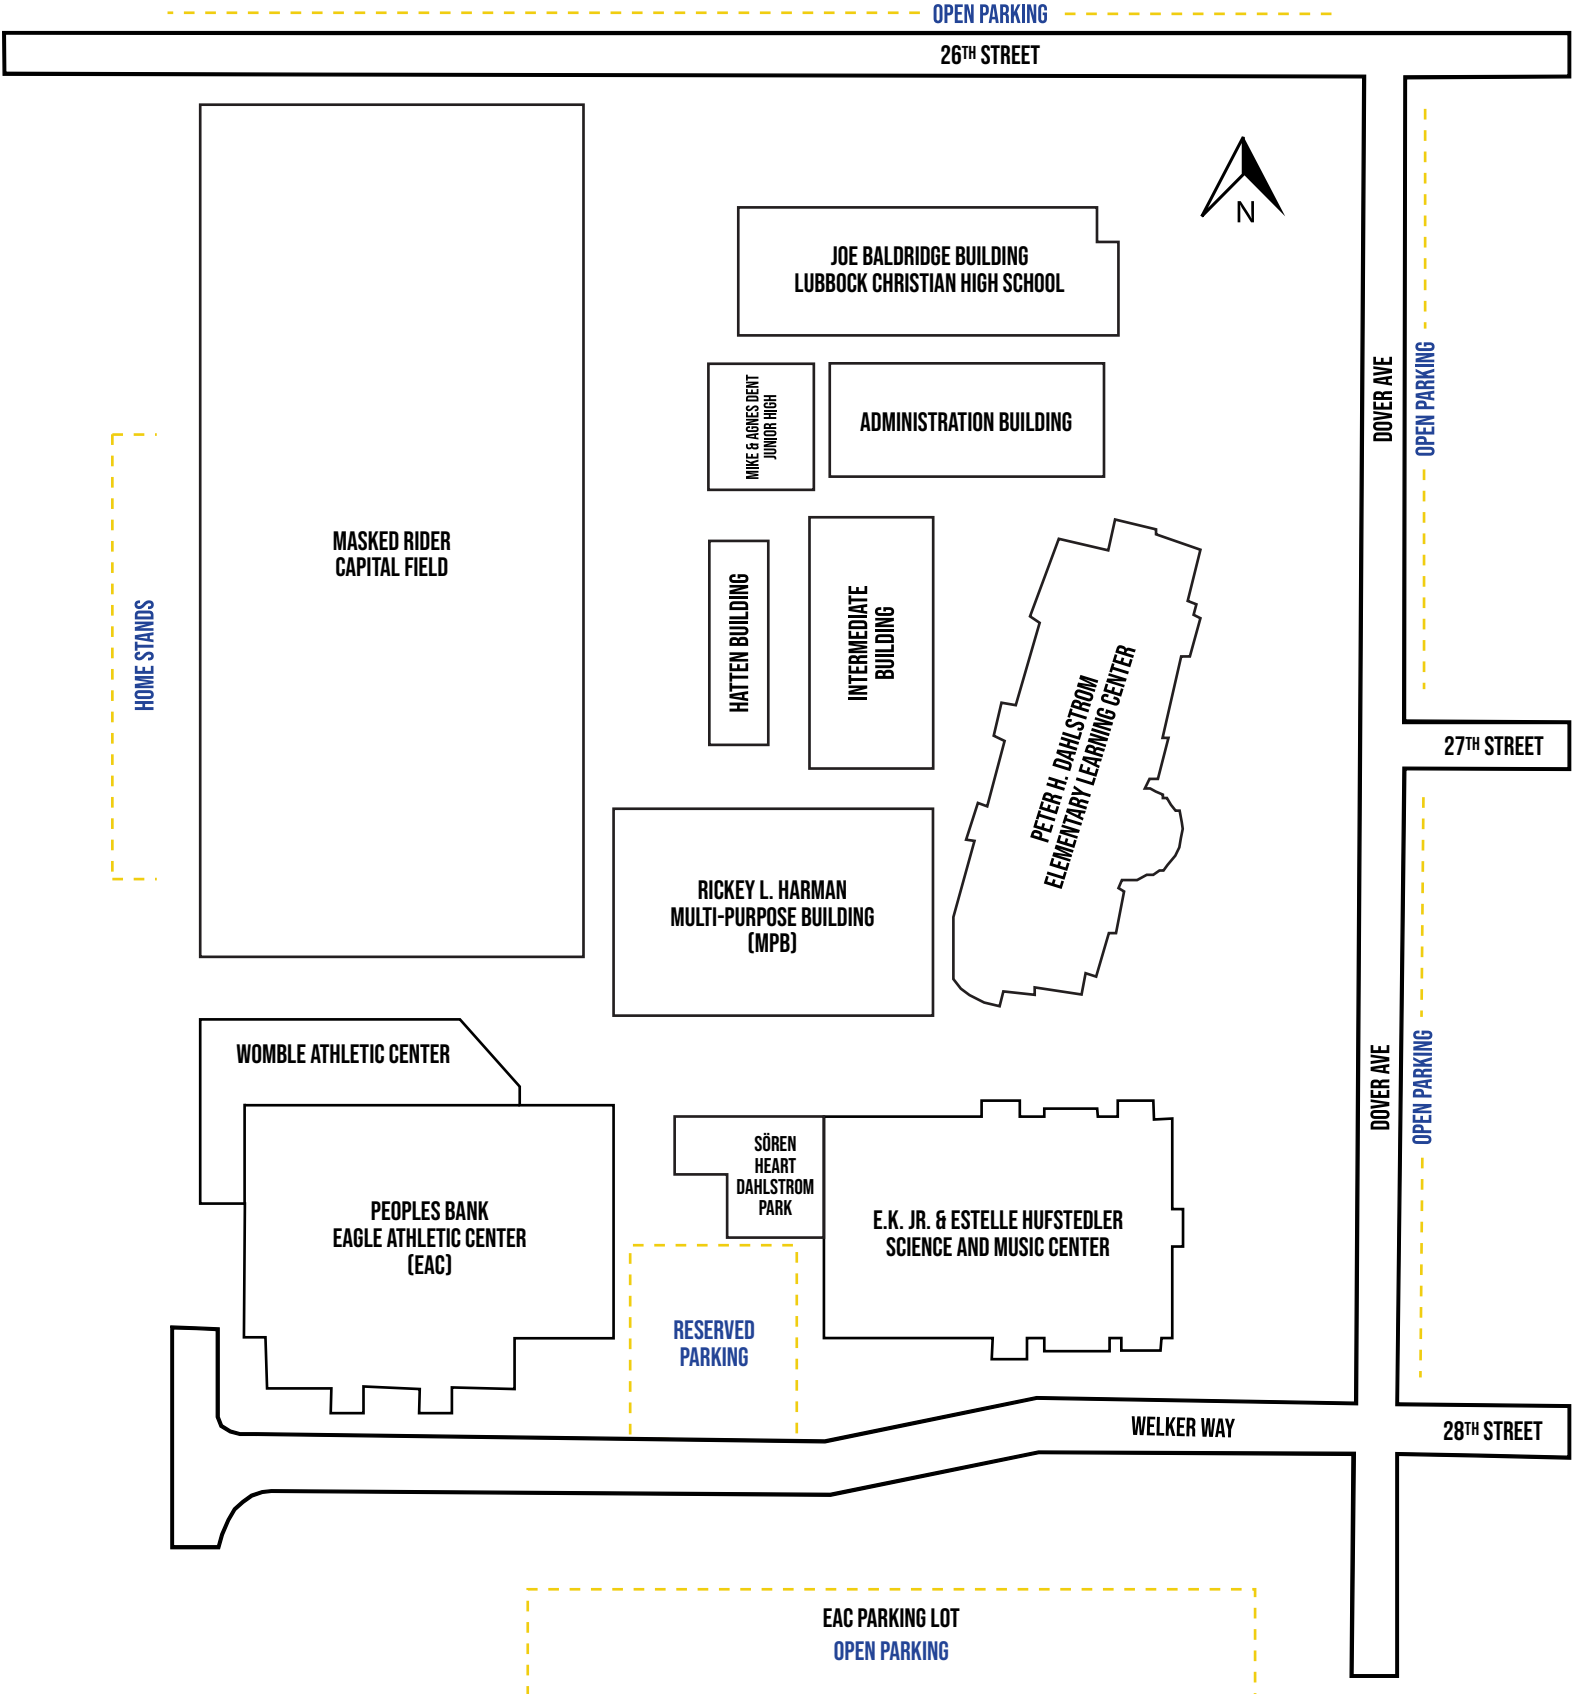 OPEN PARKING
26TH STREET
N
JOE BALDRIDGE BUILDING
LUBBOCK CHRISTIAN HIGH SCHOOL
MIKE & AGNES DENT
JUNIOR HIGH
ADMINISTRATION BUILDING
DOVER AVE
OPEN PARKING
MASKED RIDER
CAPITAL FIELD
HOME STANDS
HATTEN BUILDING
INTERMEDIATE
BUILDING
PETER H. DAHLSTROM
ELEMENTARY LEARNING CENTER
27TH STREET
RICKEY L. HARMAN
MULTI-PURPOSE BUILDING
(MPB)
WOMBLE ATHLETIC CENTER
DOVER AVE
OPEN PARKING
SÖREN
HEART
DAHLSTROM
PARK
PEOPLES BANK
EAGLE ATHLETIC CENTER
(EAC)
E.K. JR. & ESTELLE HUFSTEDLER
SCIENCE AND MUSIC CENTER
RESERVED
PARKING
WELKER WAY
28TH STREET
EAC PARKING LOT
OPEN PARKING